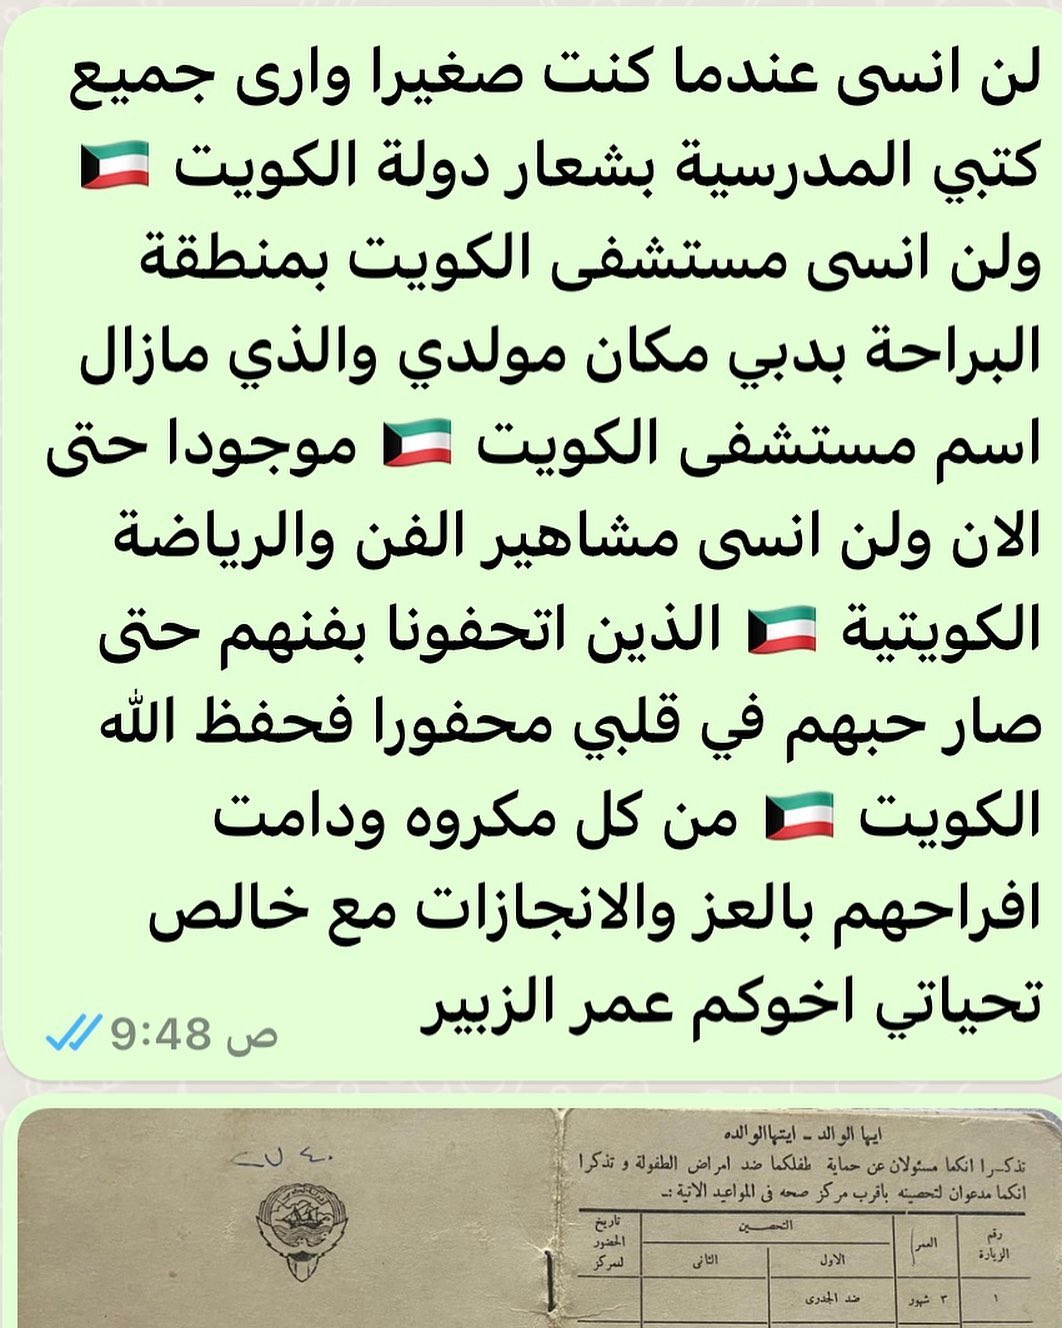 لن انسى عندما كنت صغيرا وارى جميع
كتبي المدرسية بشعار دولة الكويت 🇰🇼
ولن انسى مستشفى الكويت بمنطقة
البراحة بدبي مكان مولدي والذي مازال
اسم مستشفى الكويت 🇰🇼 موجودا حتى
الان ولن انسى مشاهير الفن والرياضة
الكويتية 🇰🇼 الذين اتحفونا بفنهم حتى
صار حبهم في قلبي محفورا فحفظ الله
الكويت 🇰🇼 من كل مكروه ودامت
افراحهم بالعز والانجازات مع خالص
تحياتي اخوكم عمر الزبير
9:48 ص
ايها الوالد – ايتها الوالده
تذكــرا انكما مسئولان عن حماية طفلكما ضد امراض الطفولة و تذكرا
انكما مدعوان لتحصينه باقرب مركز صحه فى المواعيد الاتية :ــ
رقم الزيارة
العمر
التحصــين
الاول
الثانى
تاريخ الحضور للمركز
١
٣ شهور
ضد الجدرى